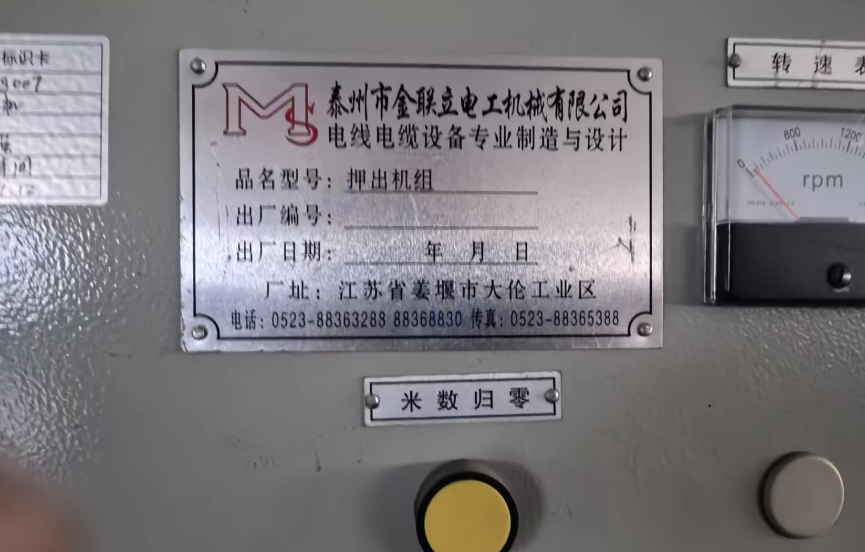 标识卡
泰州市金联立电工机械有限公司
电线电缆设备专业制造与设计
品名型号：押出机组
出厂编号：
出厂日期： 年 月 日
厂址：江苏省姜堰市大伦工业区
电话：0523-88363288 88368830 传真：0523-88365388
转速表
0 600 1200
rpm
米数归零